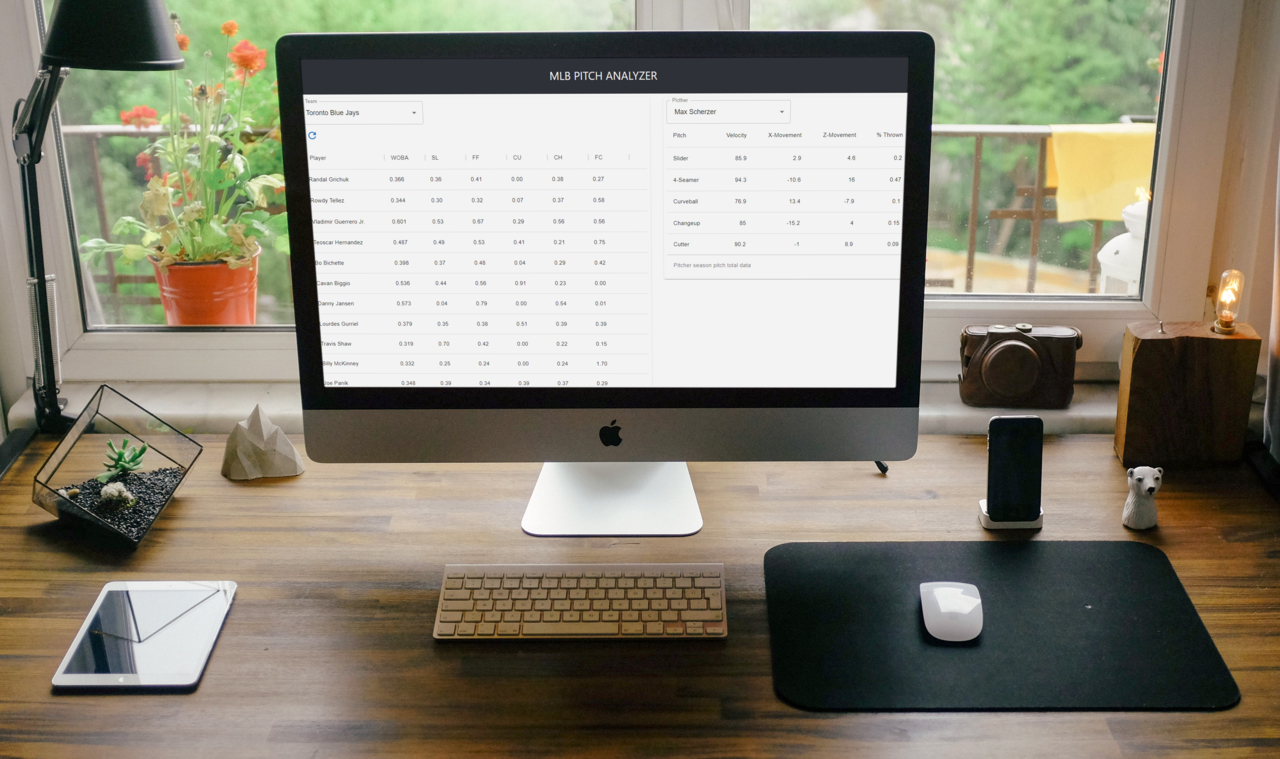 MLB PITCH ANALYZER
Team
Toronto Blue Jays
Player WOBA SL FF CU CH FC
Randal Grichuk 0.366 0.36 0.41 0.00 0.38 0.27
Rowdy Tellez 0.344 0.30 0.32 0.07 0.37 0.58
Vladimir Guerrero Jr. 0.601 0.53 0.67 0.29 0.56 0.56
Teoscar Hernandez 0.467 0.49 0.53 0.41 0.21 0.75
Bo Bichette 0.398 0.37 0.48 0.04 0.29 0.42
Cavan Biggio 0.536 0.44 0.56 0.91 0.23 0.00
Danny Jansen 0.573 0.04 0.79 0.00 0.54 0.01
Lourdes Gurriel 0.379 0.35 0.38 0.51 0.39 0.39
Travis Shaw 0.319 0.70 0.42 0.00 0.22 0.15
Billy McKinney 0.332 0.25 0.24 0.00 0.24 1.70
Joe Panik 0.348 0.39 0.34 0.39 0.37 0.29
Pitcher
Max Scherzer
Pitch Velocity X-Movement Z-Movement % Thrown
Slider 85.9 2.9 4.6 0.2
4-Seamer 94.3 -10.6 16 0.47
Curveball 76.9 13.4 -7.9 0.1
Changeup 85 -15.2 4 0.15
Cutter 90.2 -1 8.9 0.09
Pitcher season pitch total data